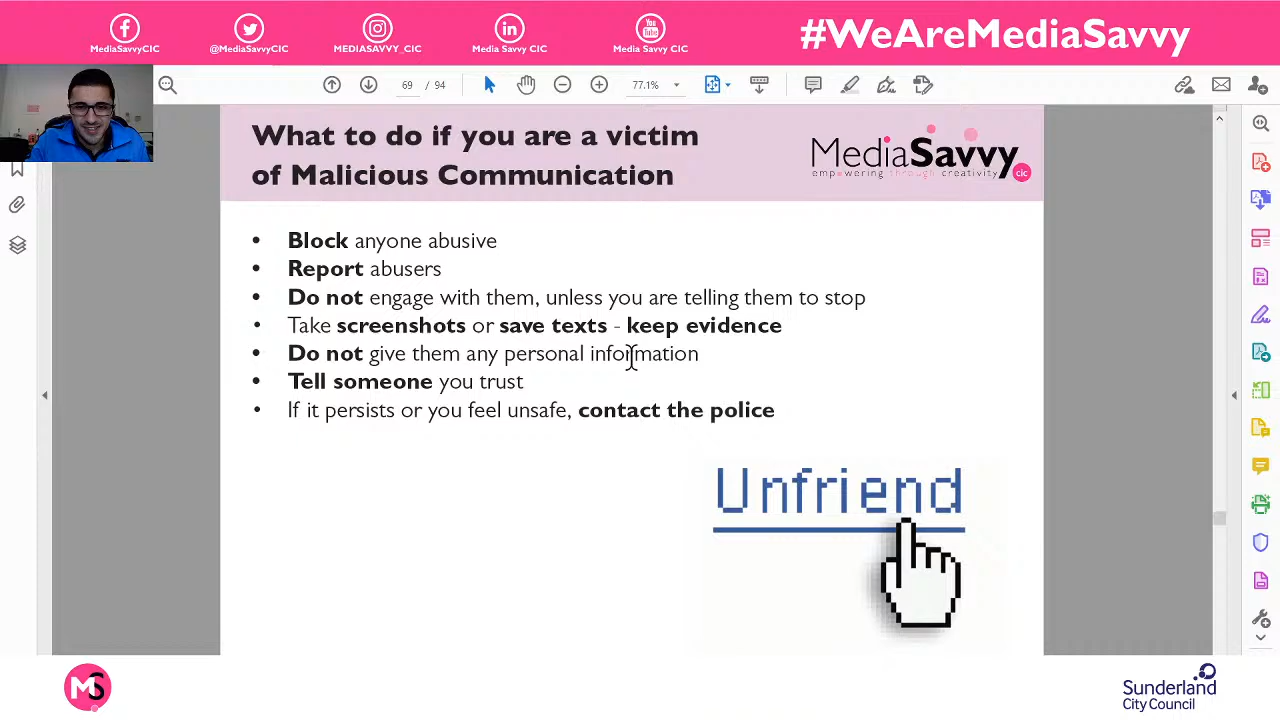 #WeAreMediaSavvy
MediaSavvyCIC
@MediaSavvyCIC
MEDIASAVVY_CIC
Media Savvy CIC
You Tube
Media Savvy CIC
69 / 94
77.1%
What to do if you are a victim
of Malicious Communication
MediaSavvy cic
empowering through creativity
• Block anyone abusive
• Report abusers
• Do not engage with them, unless you are telling them to stop
• Take screenshots or save texts - keep evidence
• Do not give them any personal information
• Tell someone you trust
• If it persists or you feel unsafe, contact the police
Unfriend
MS
Sunderland
City Council